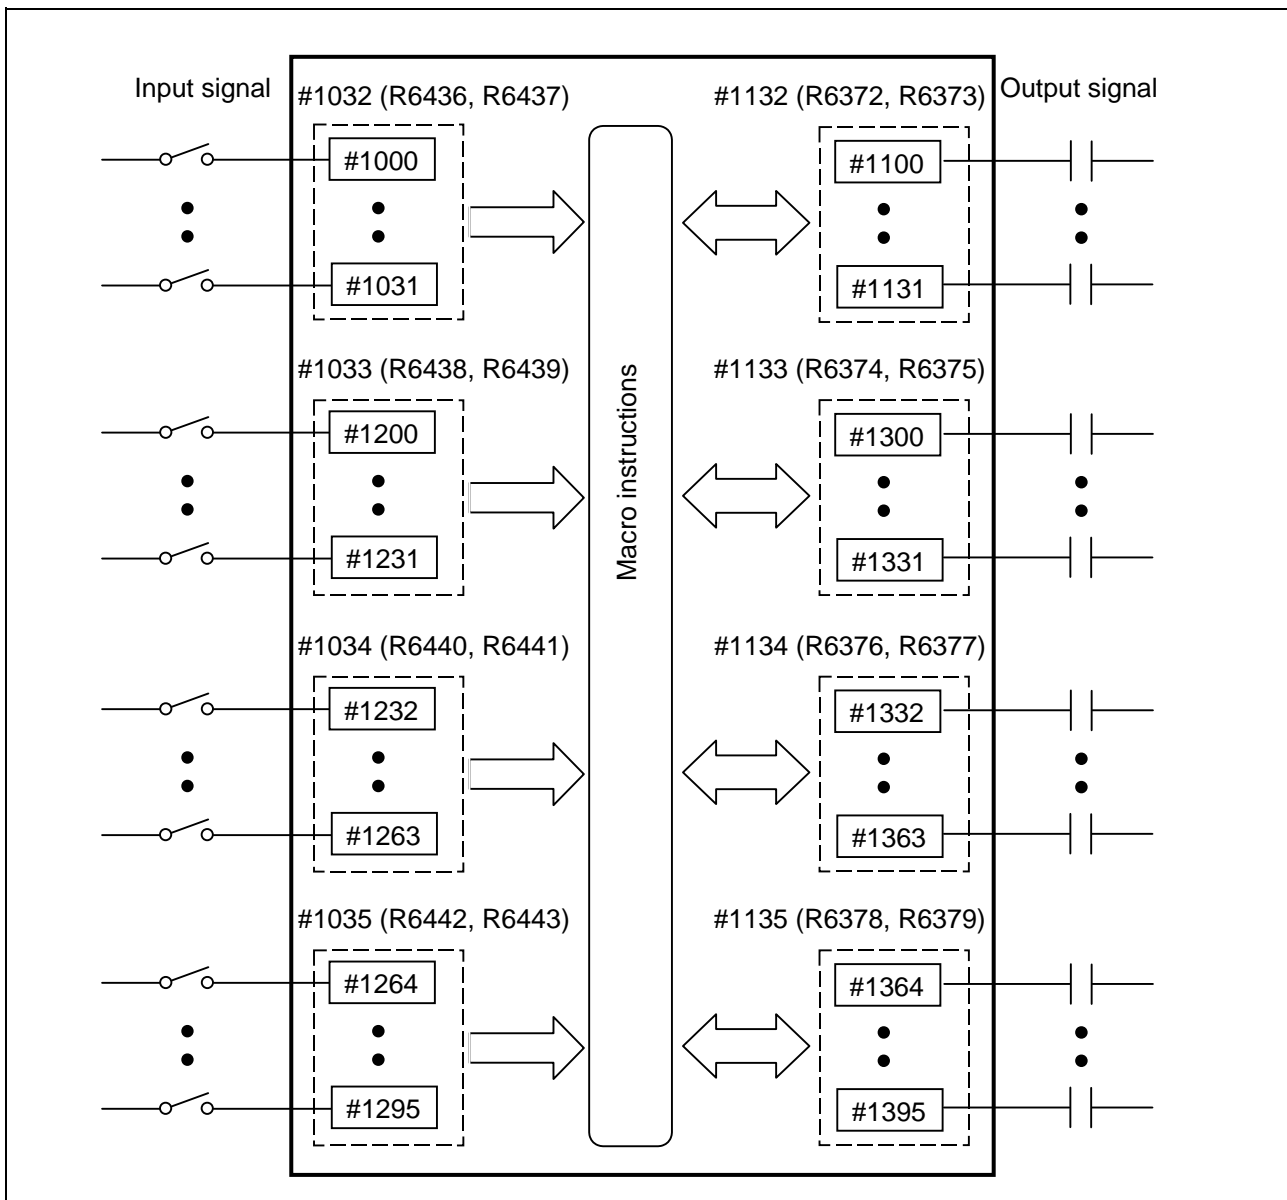 Input signal
#1032 (R6436, R6437)
#1132 (R6372, R6373)
Output signal
#1000
#1100
#1031
#1131
Macro instructions
#1033 (R6438, R6439)
#1133 (R6374, R6375)
#1200
#1300
#1231
#1331
#1034 (R6440, R6441)
#1134 (R6376, R6377)
#1232
#1332
#1263
#1363
#1035 (R6442, R6443)
#1135 (R6378, R6379)
#1264
#1364
#1295
#1395